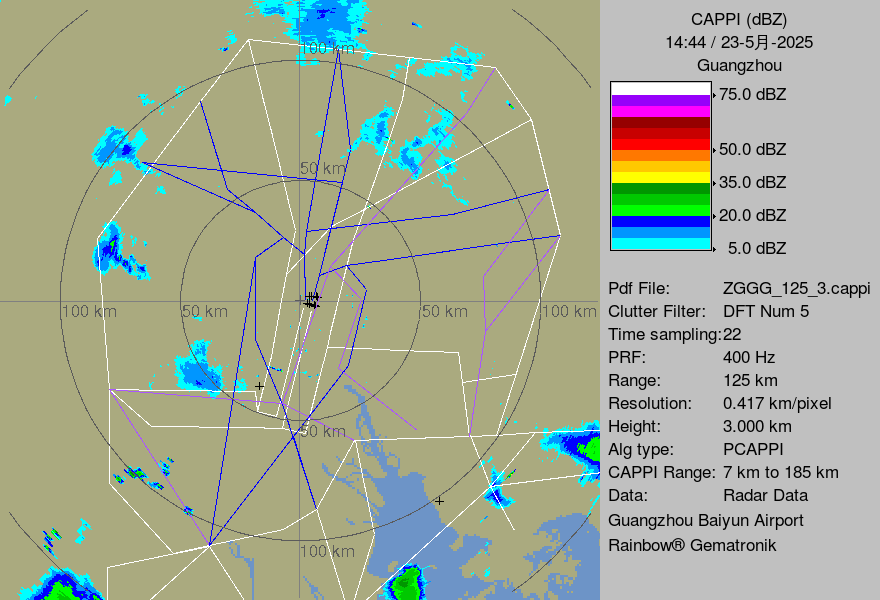 100 km
50 km
100 km
50 km
50 km
100 km
50 km
100 km
CAPPI (dBZ)
14:44 / 23-5月-2025
Guangzhou
75.0 dBZ
50.0 dBZ
35.0 dBZ
20.0 dBZ
5.0 dBZ
Pdf File: ZGGG_125_3.cappi
Clutter Filter: DFT Num 5
Time sampling:22
PRF: 400 Hz
Range: 125 km
Resolution: 0.417 km/pixel
Height: 3.000 km
Alg type: PCAPPI
CAPPI Range: 7 km to 185 km
Data: Radar Data
Guangzhou Baiyun Airport
Rainbow® Gematronik